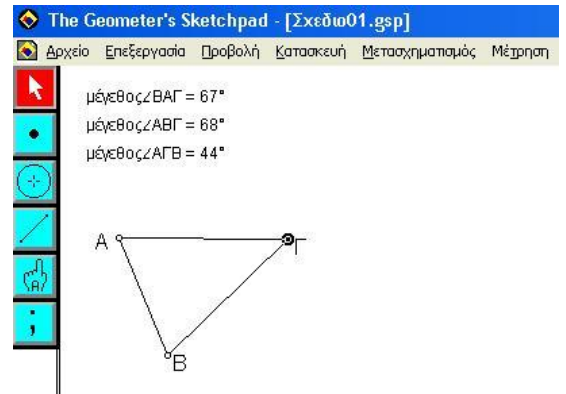 The Geometer's Sketchpad - [Σχεδω01.gsp]
Αρχείο Επεξεργασία Προβολή Κατασκευή Μετασχηματισμός Μέτρηση
μέγεθος∠ΒΑΓ = 67°
μέγεθος∠ΑΒΓ = 68°
μέγεθος∠ΑΓΒ = 44°
Α
Γ
Β
A
;